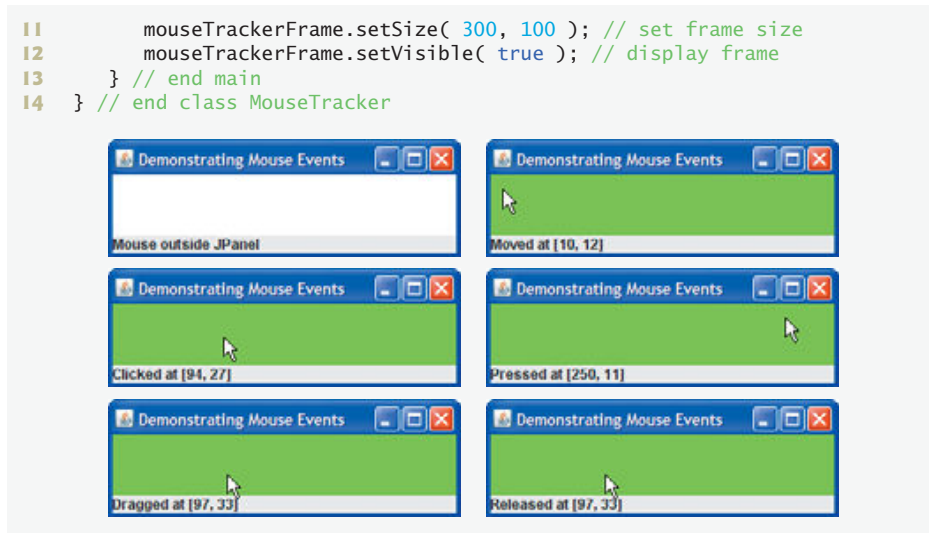 11 mouseTrackerFrame.setSize( 300, 100 ); // set frame size
12 mouseTrackerFrame.setVisible( true ); // display frame
13 } // end main
14 } // end class MouseTracker
Demonstrating Mouse Events
Mouse outside JPanel
Demonstrating Mouse Events
Moved at [10, 12]
Demonstrating Mouse Events
Clicked at [94, 27]
Demonstrating Mouse Events
Pressed at [250, 11]
Demonstrating Mouse Events
Dragged at [97, 33]
Demonstrating Mouse Events
Released at [97, 33]